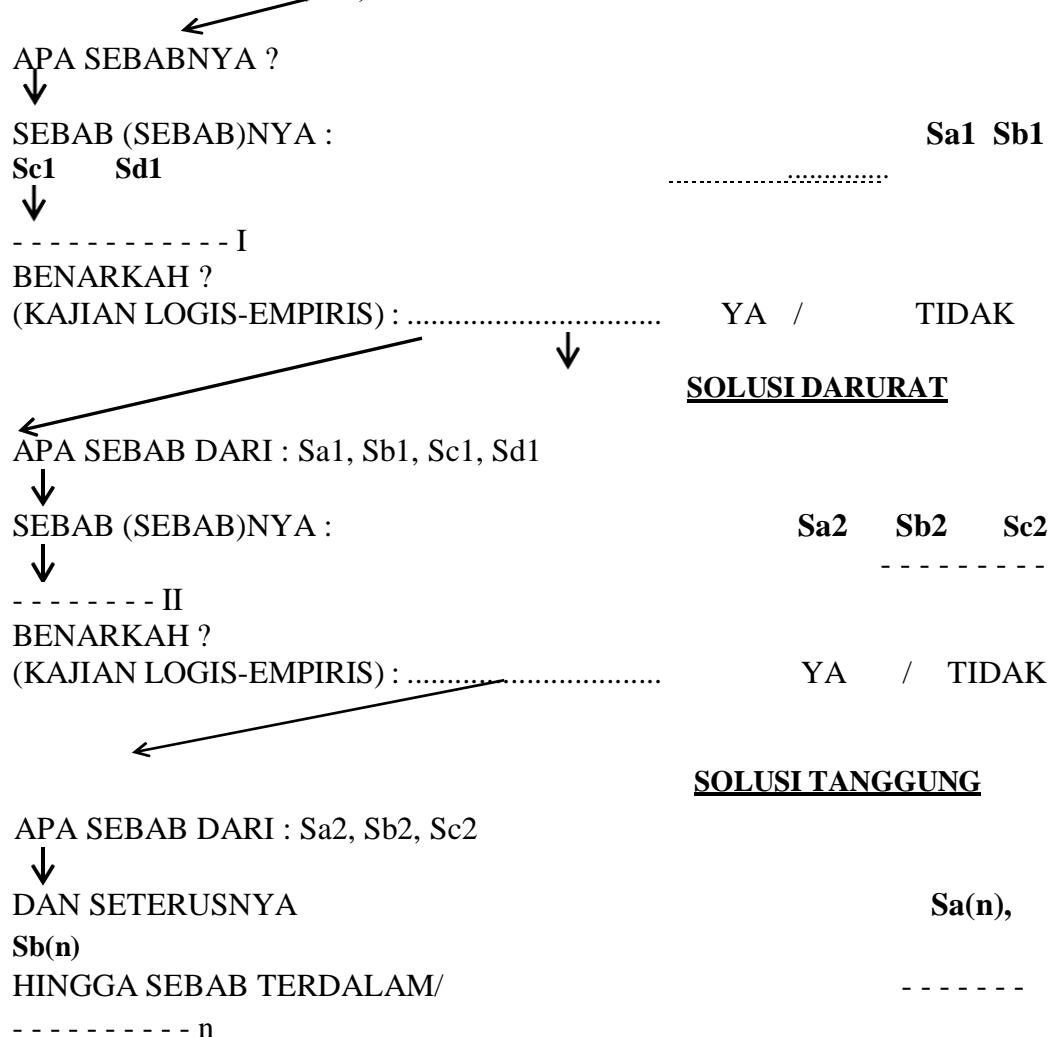 APA SEBABNYA ?
SEBAB (SEBAB)NYA : Sa1 Sb1
Sc1 Sd1 ..............
- - - - - - - - - - - - I
BENARKAH ?
(KAJIAN LOGIS-EMPIRIS) : ............................... YA / TIDAK
SOLUSI DARURAT
APA SEBAB DARI : Sa1, Sb1, Sc1, Sd1
SEBAB (SEBAB)NYA : Sa2 Sb2 Sc2
- - - - - - - - -
- - - - - - - - II
BENARKAH ?
(KAJIAN LOGIS-EMPIRIS) : ............................... YA / TIDAK
SOLUSI TANGGUNG
APA SEBAB DARI : Sa2, Sb2, Sc2
DAN SETERUSNYA Sa(n),
Sb(n)
HINGGA SEBAB TERDALAM/ - - - - - - -
- - - - - - - - - - n